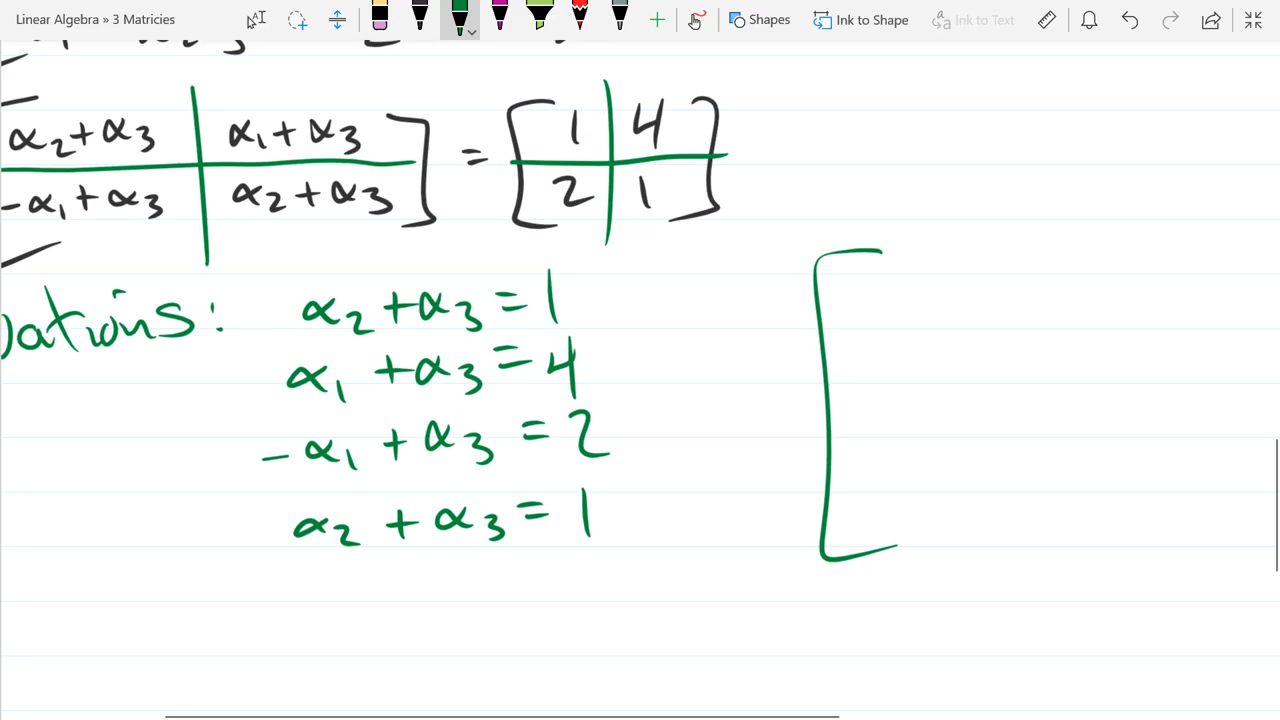 Linear Algebra » 3 Matricies
Shapes
Ink to Shape
Ink to Text
α₂+α₃ α₁+α₃ = 1 4
-α₁+α₃ α₂+α₃ 2 1
α₂+α₃=1
α₁+α₃=4
-α₁+α₃=2
α₂+α₃=1